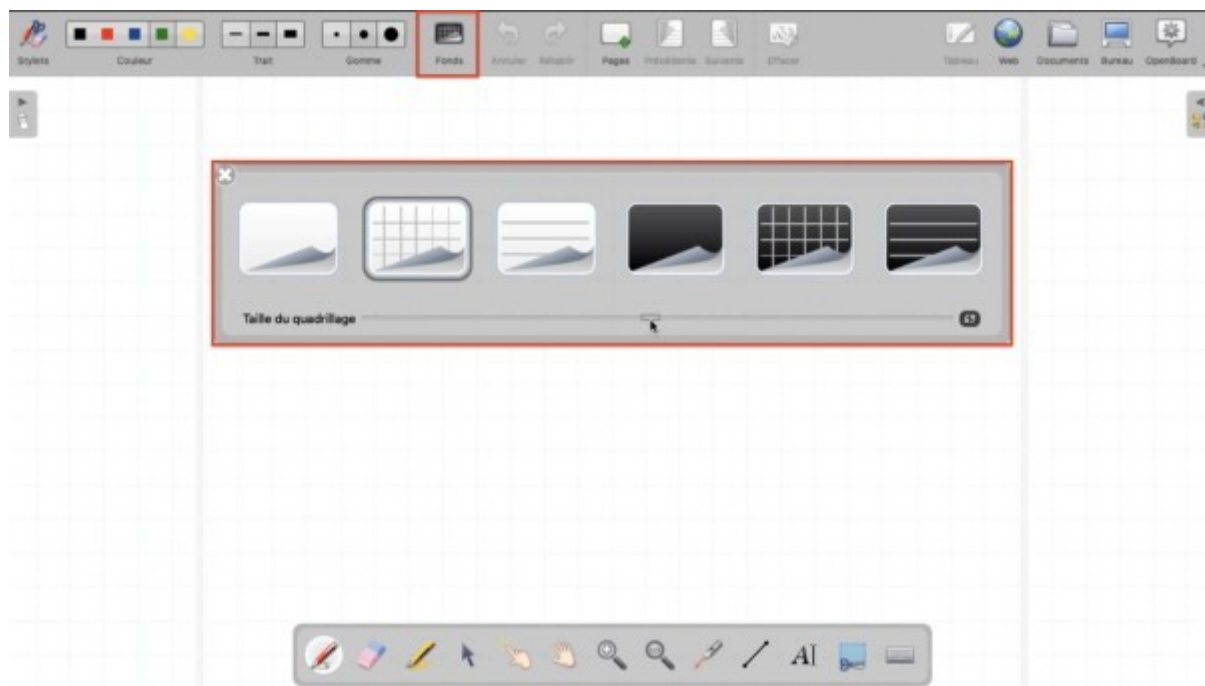 Stylets Couleur Trait Gomme Fonds Annuler Rétablir Pages Précédente Suivante Effacer Tableau Web Documents Bureau OpenBoard
Taille du quadrillage
AI